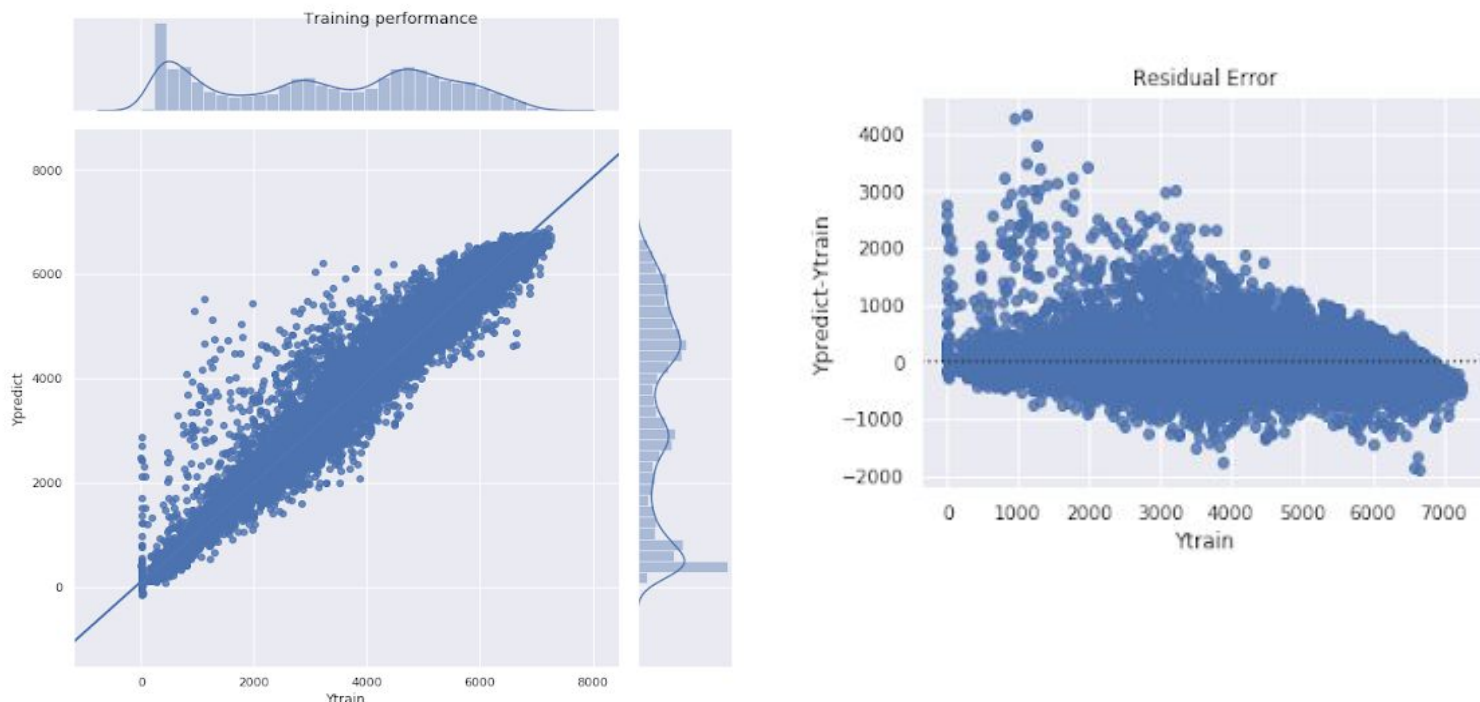 Training performance
8000
6000
4000
2000
0
Ypredict
0 2000 4000 6000 8000
Ytrain
Residual Error
4000
3000
2000
1000
0
−1000
−2000
Ypredict-Ytrain
0 1000 2000 3000 4000 5000 6000 7000
Ytrain